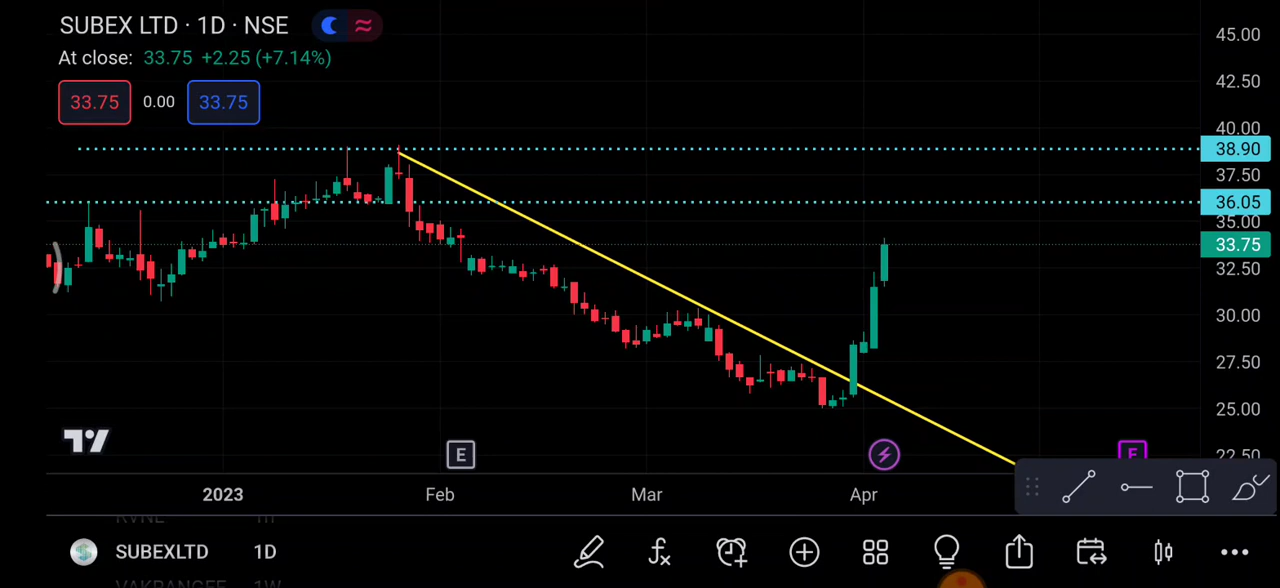 SUBEX LTD · 1D · NSE
At close: 33.75 +2.25 (+7.14%)
33.75 0.00 33.75
45.00
42.50
40.00
38.90
37.50
36.05
35.00
33.75
32.50
30.00
27.50
25.00
22.50
E
E
2023 Feb Mar Apr
SUBEXLTD 1D